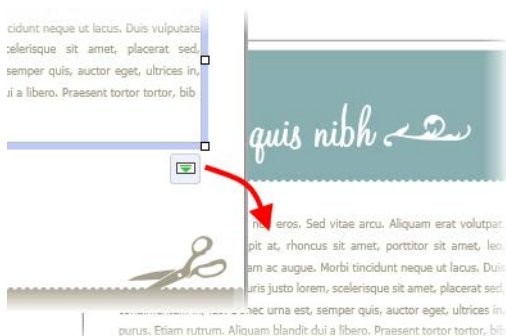 cidunt neque ut lacus. Duis vulputate
scelerisque sit amet, placerat sed,
semper quis, auctor eget, ultrices in,
ui a libero. Praesent tortor tortor, bib
quis nibh
eros. Sed vitae arcu. Aliquam erat volutpat.
pit at, rhoncus sit amet, porttitor sit amet, leo.
am ac augue. Morbi tincidunt neque ut lacus. Duis
uris justo lorem, scelerisque sit amet, placerat sed,
nec urna est, semper quis, auctor eget, ultrices in,
purus. Etiam rutrum. Aliquam blandit dui a libero. Praesent tortor tortor, bib